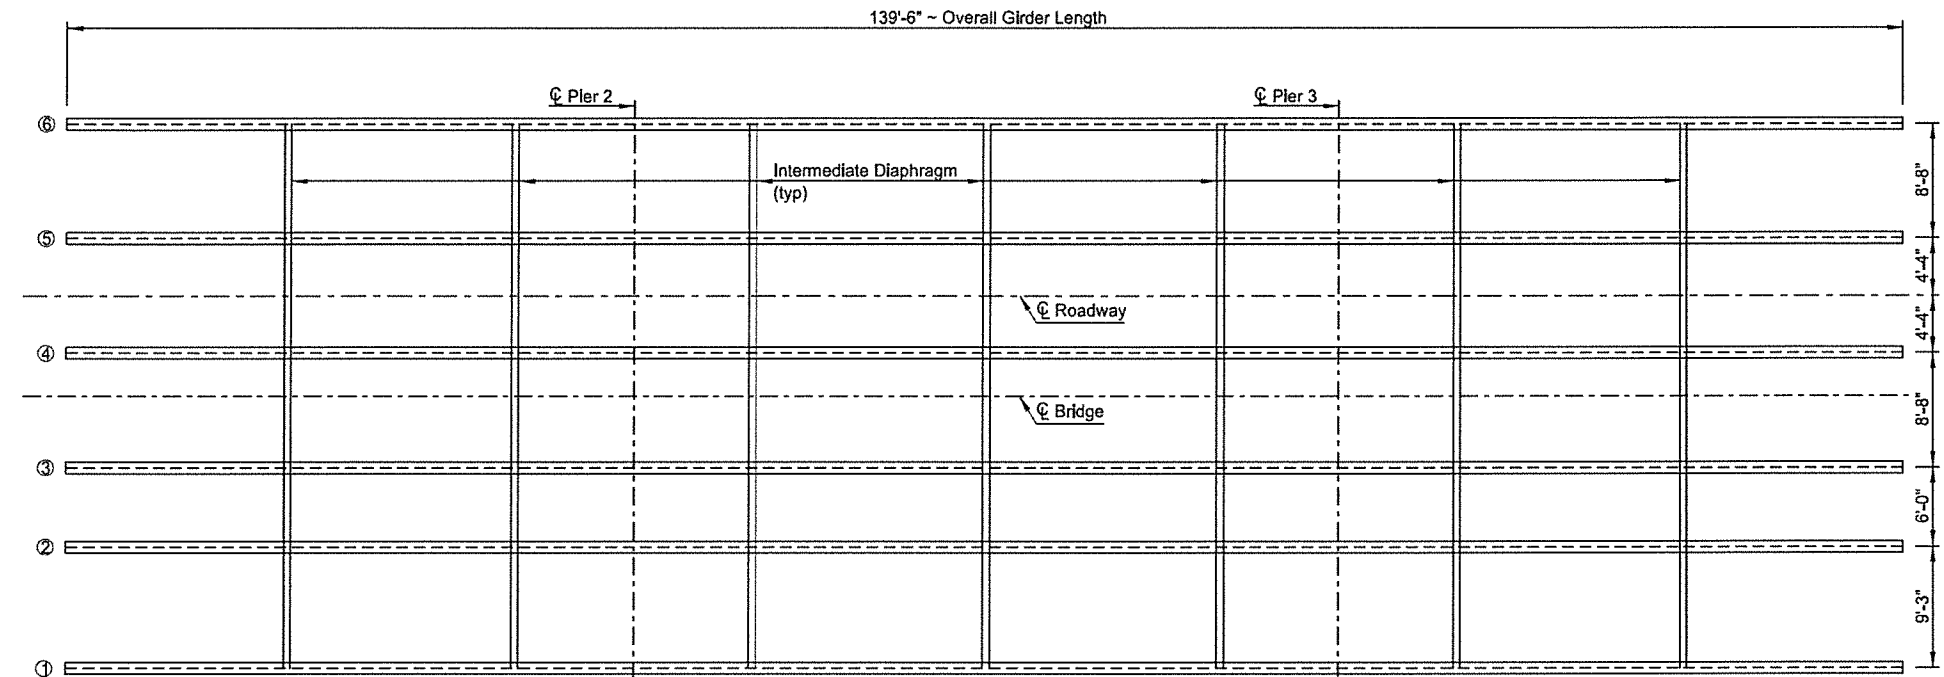 139'-6" ~ Overall Girder Length
℄ Pier 2
℄ Pier 3
⑥
Intermediate Diaphragm
(typ)
8'-8"
⑤
4'-4"
℄ Roadway
4'-4"
④
℄ Bridge
8'-8"
③
6'-0"
②
9'-3"
①